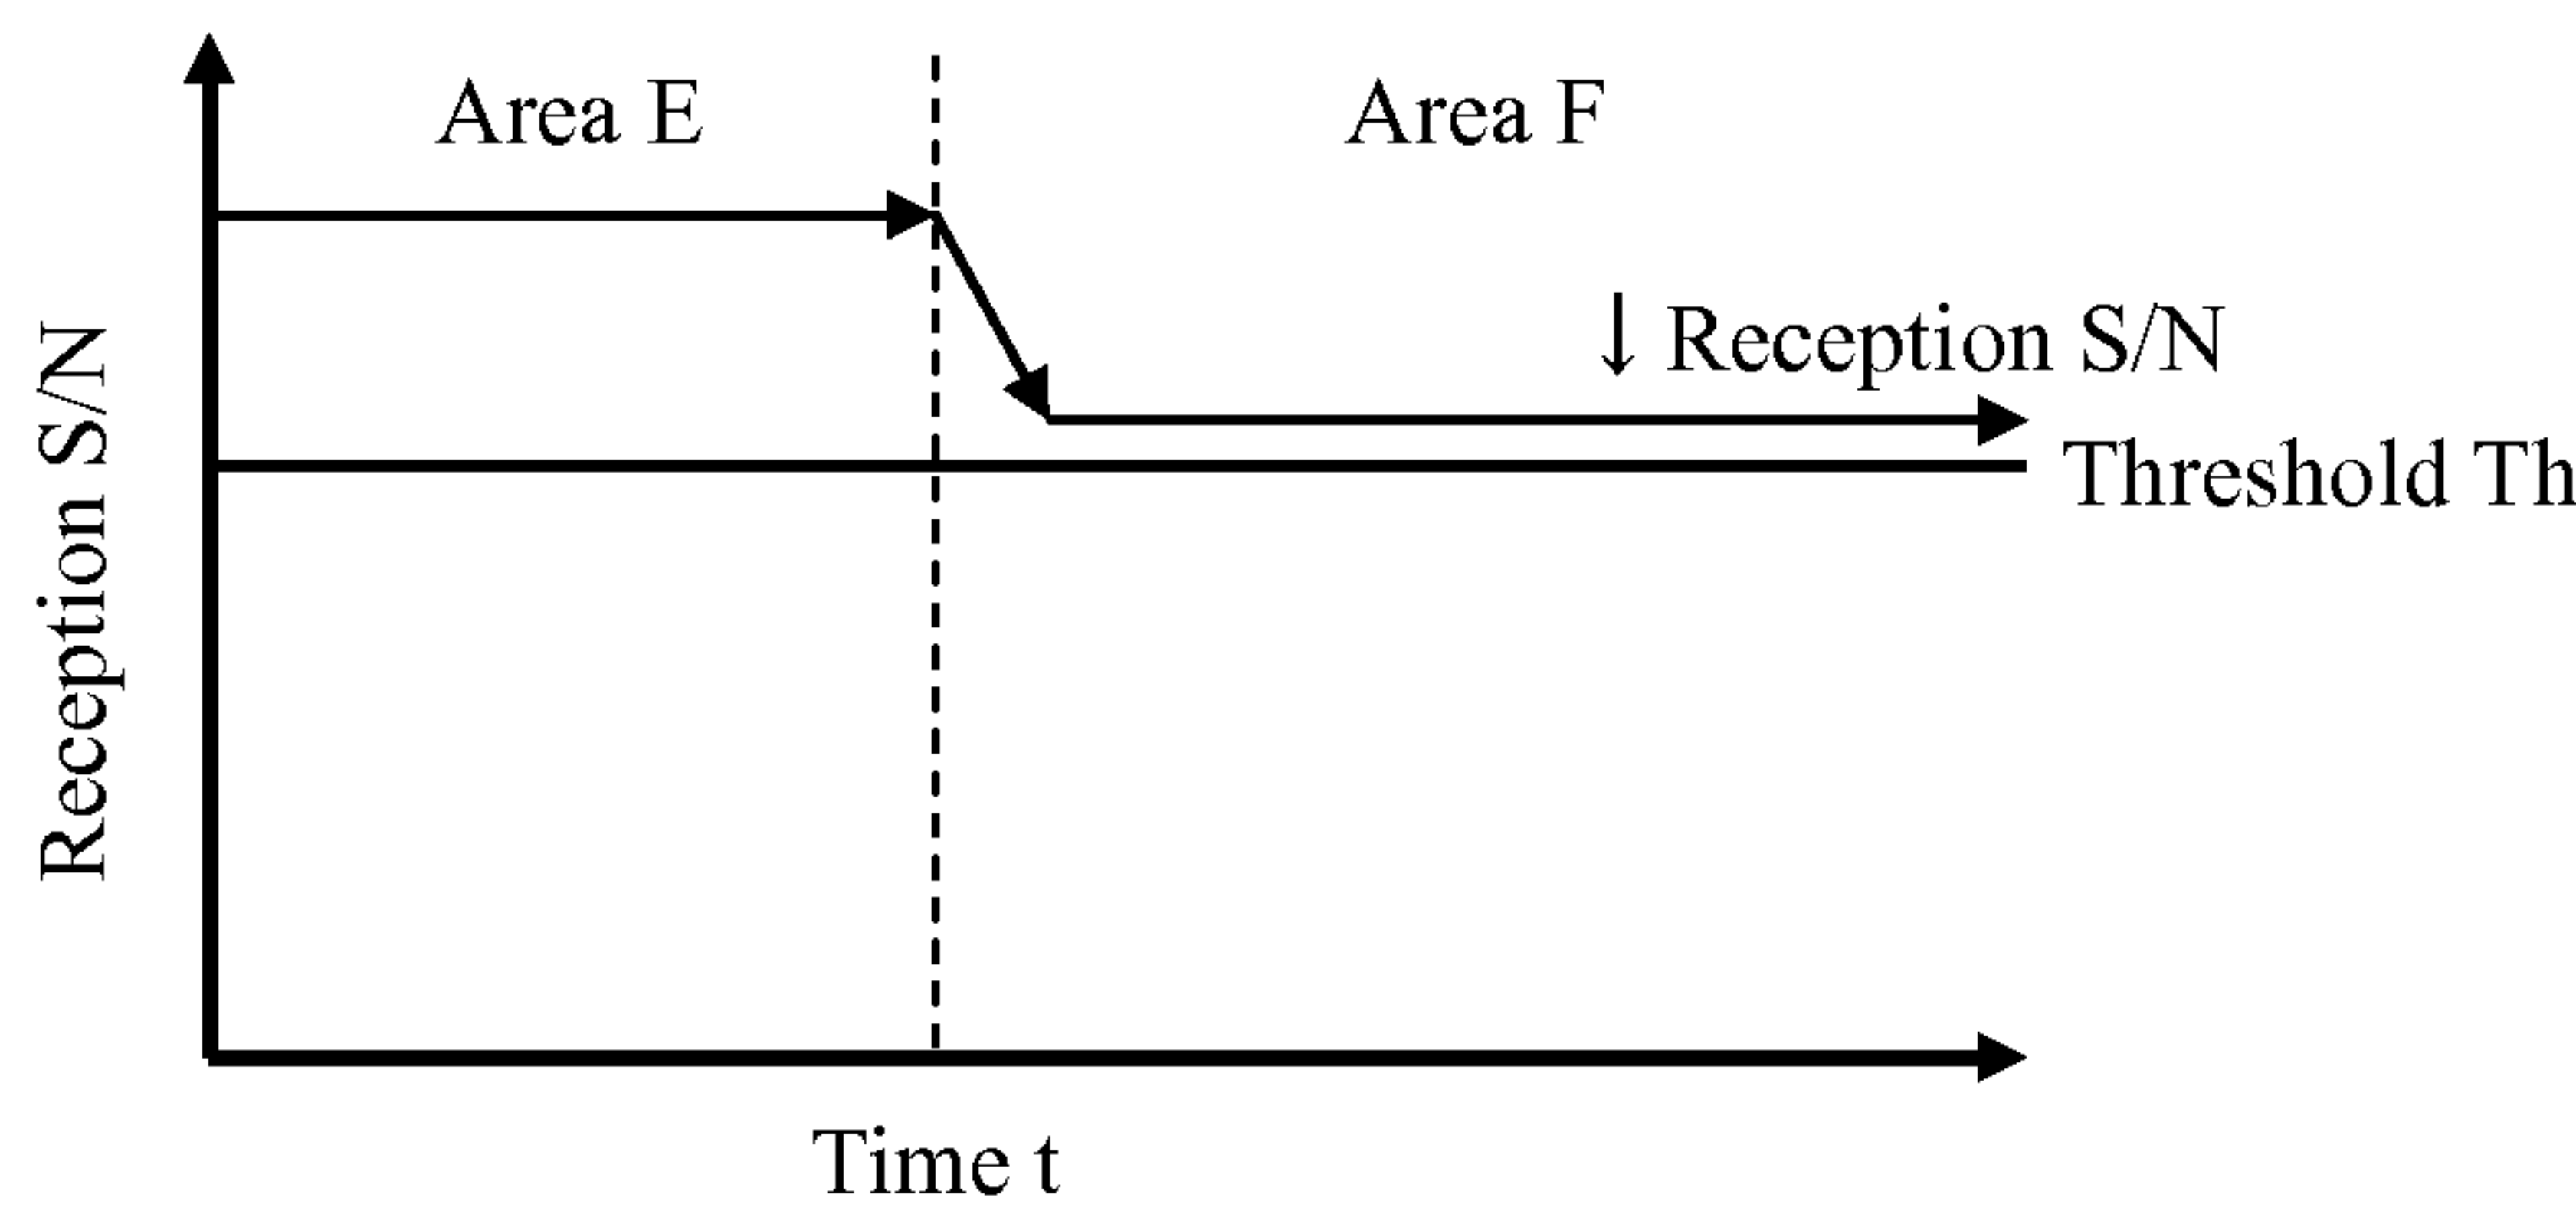 Area E
Area F
↓ Reception S/N
Threshold Th
Reception S/N
Time t